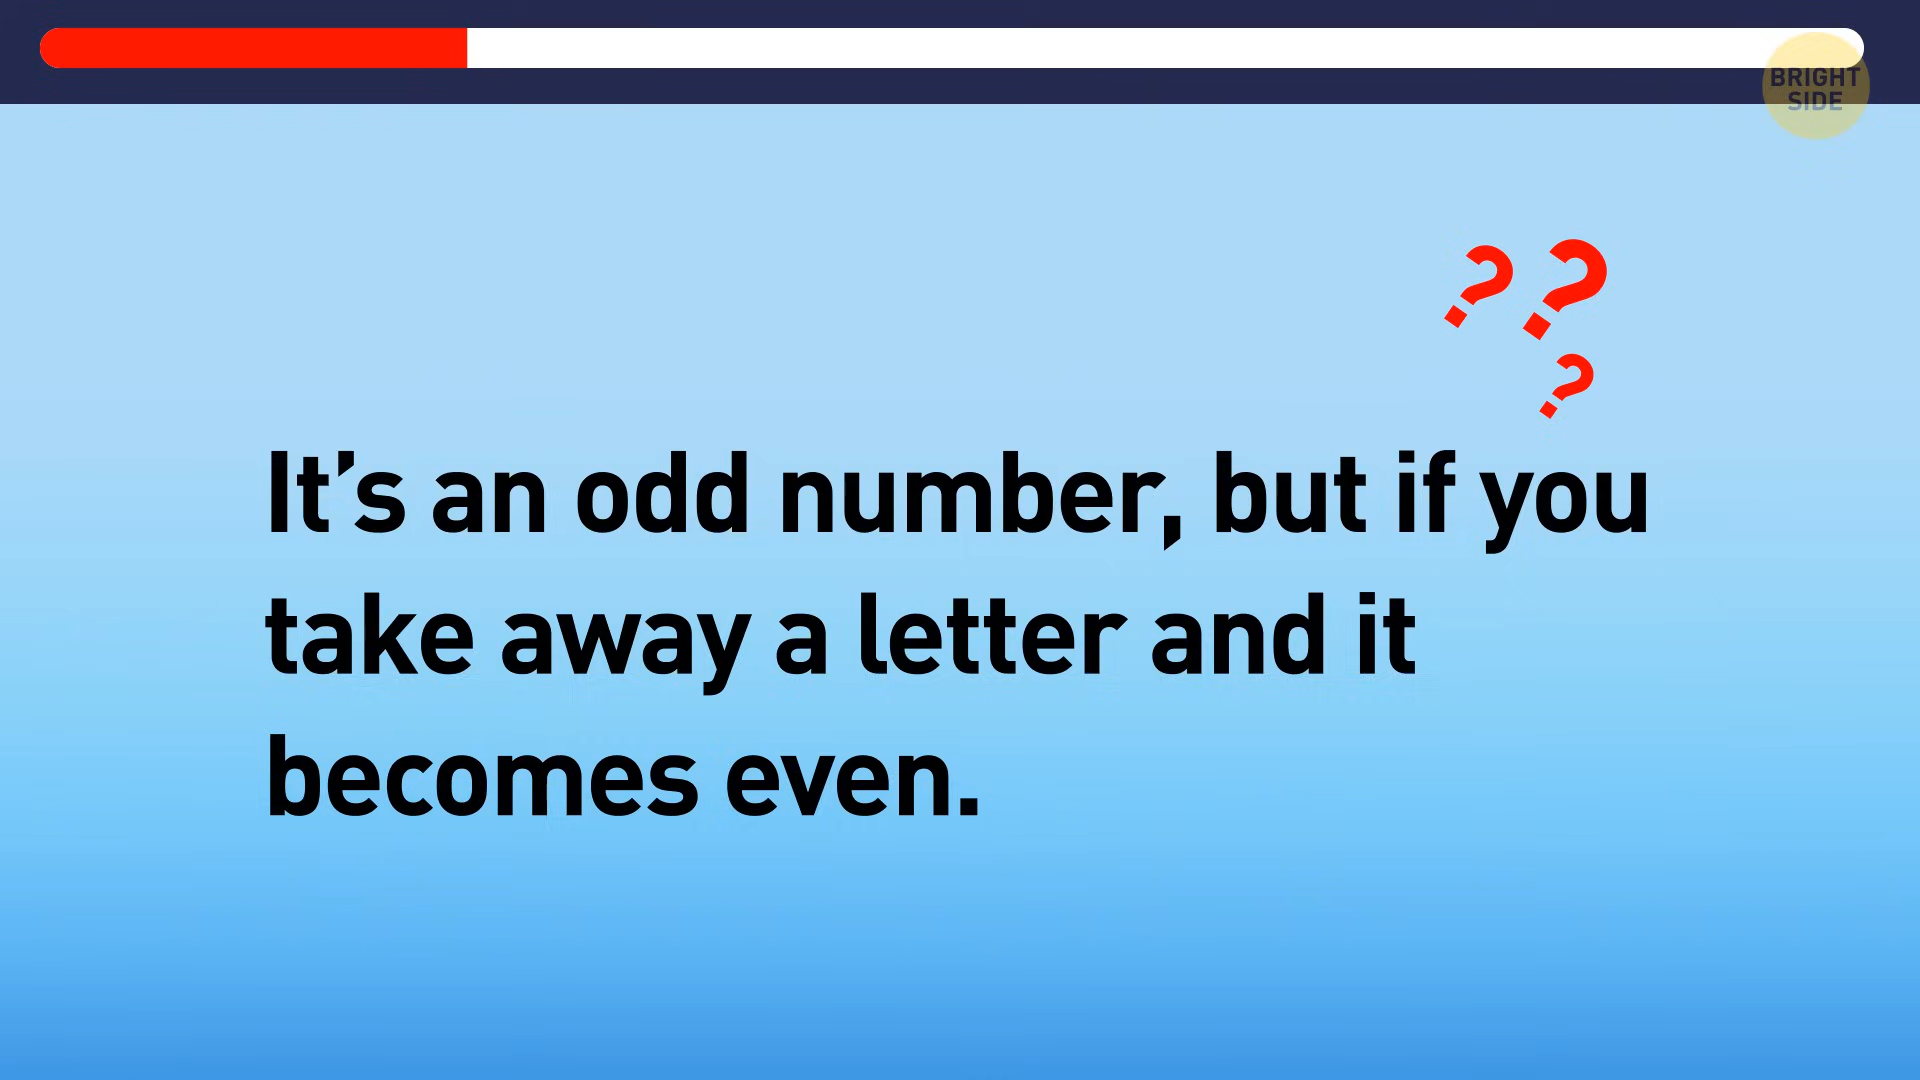 BRIGHT
SIDE
? ?
?
It’s an odd number, but if you
take away a letter and it
becomes even.